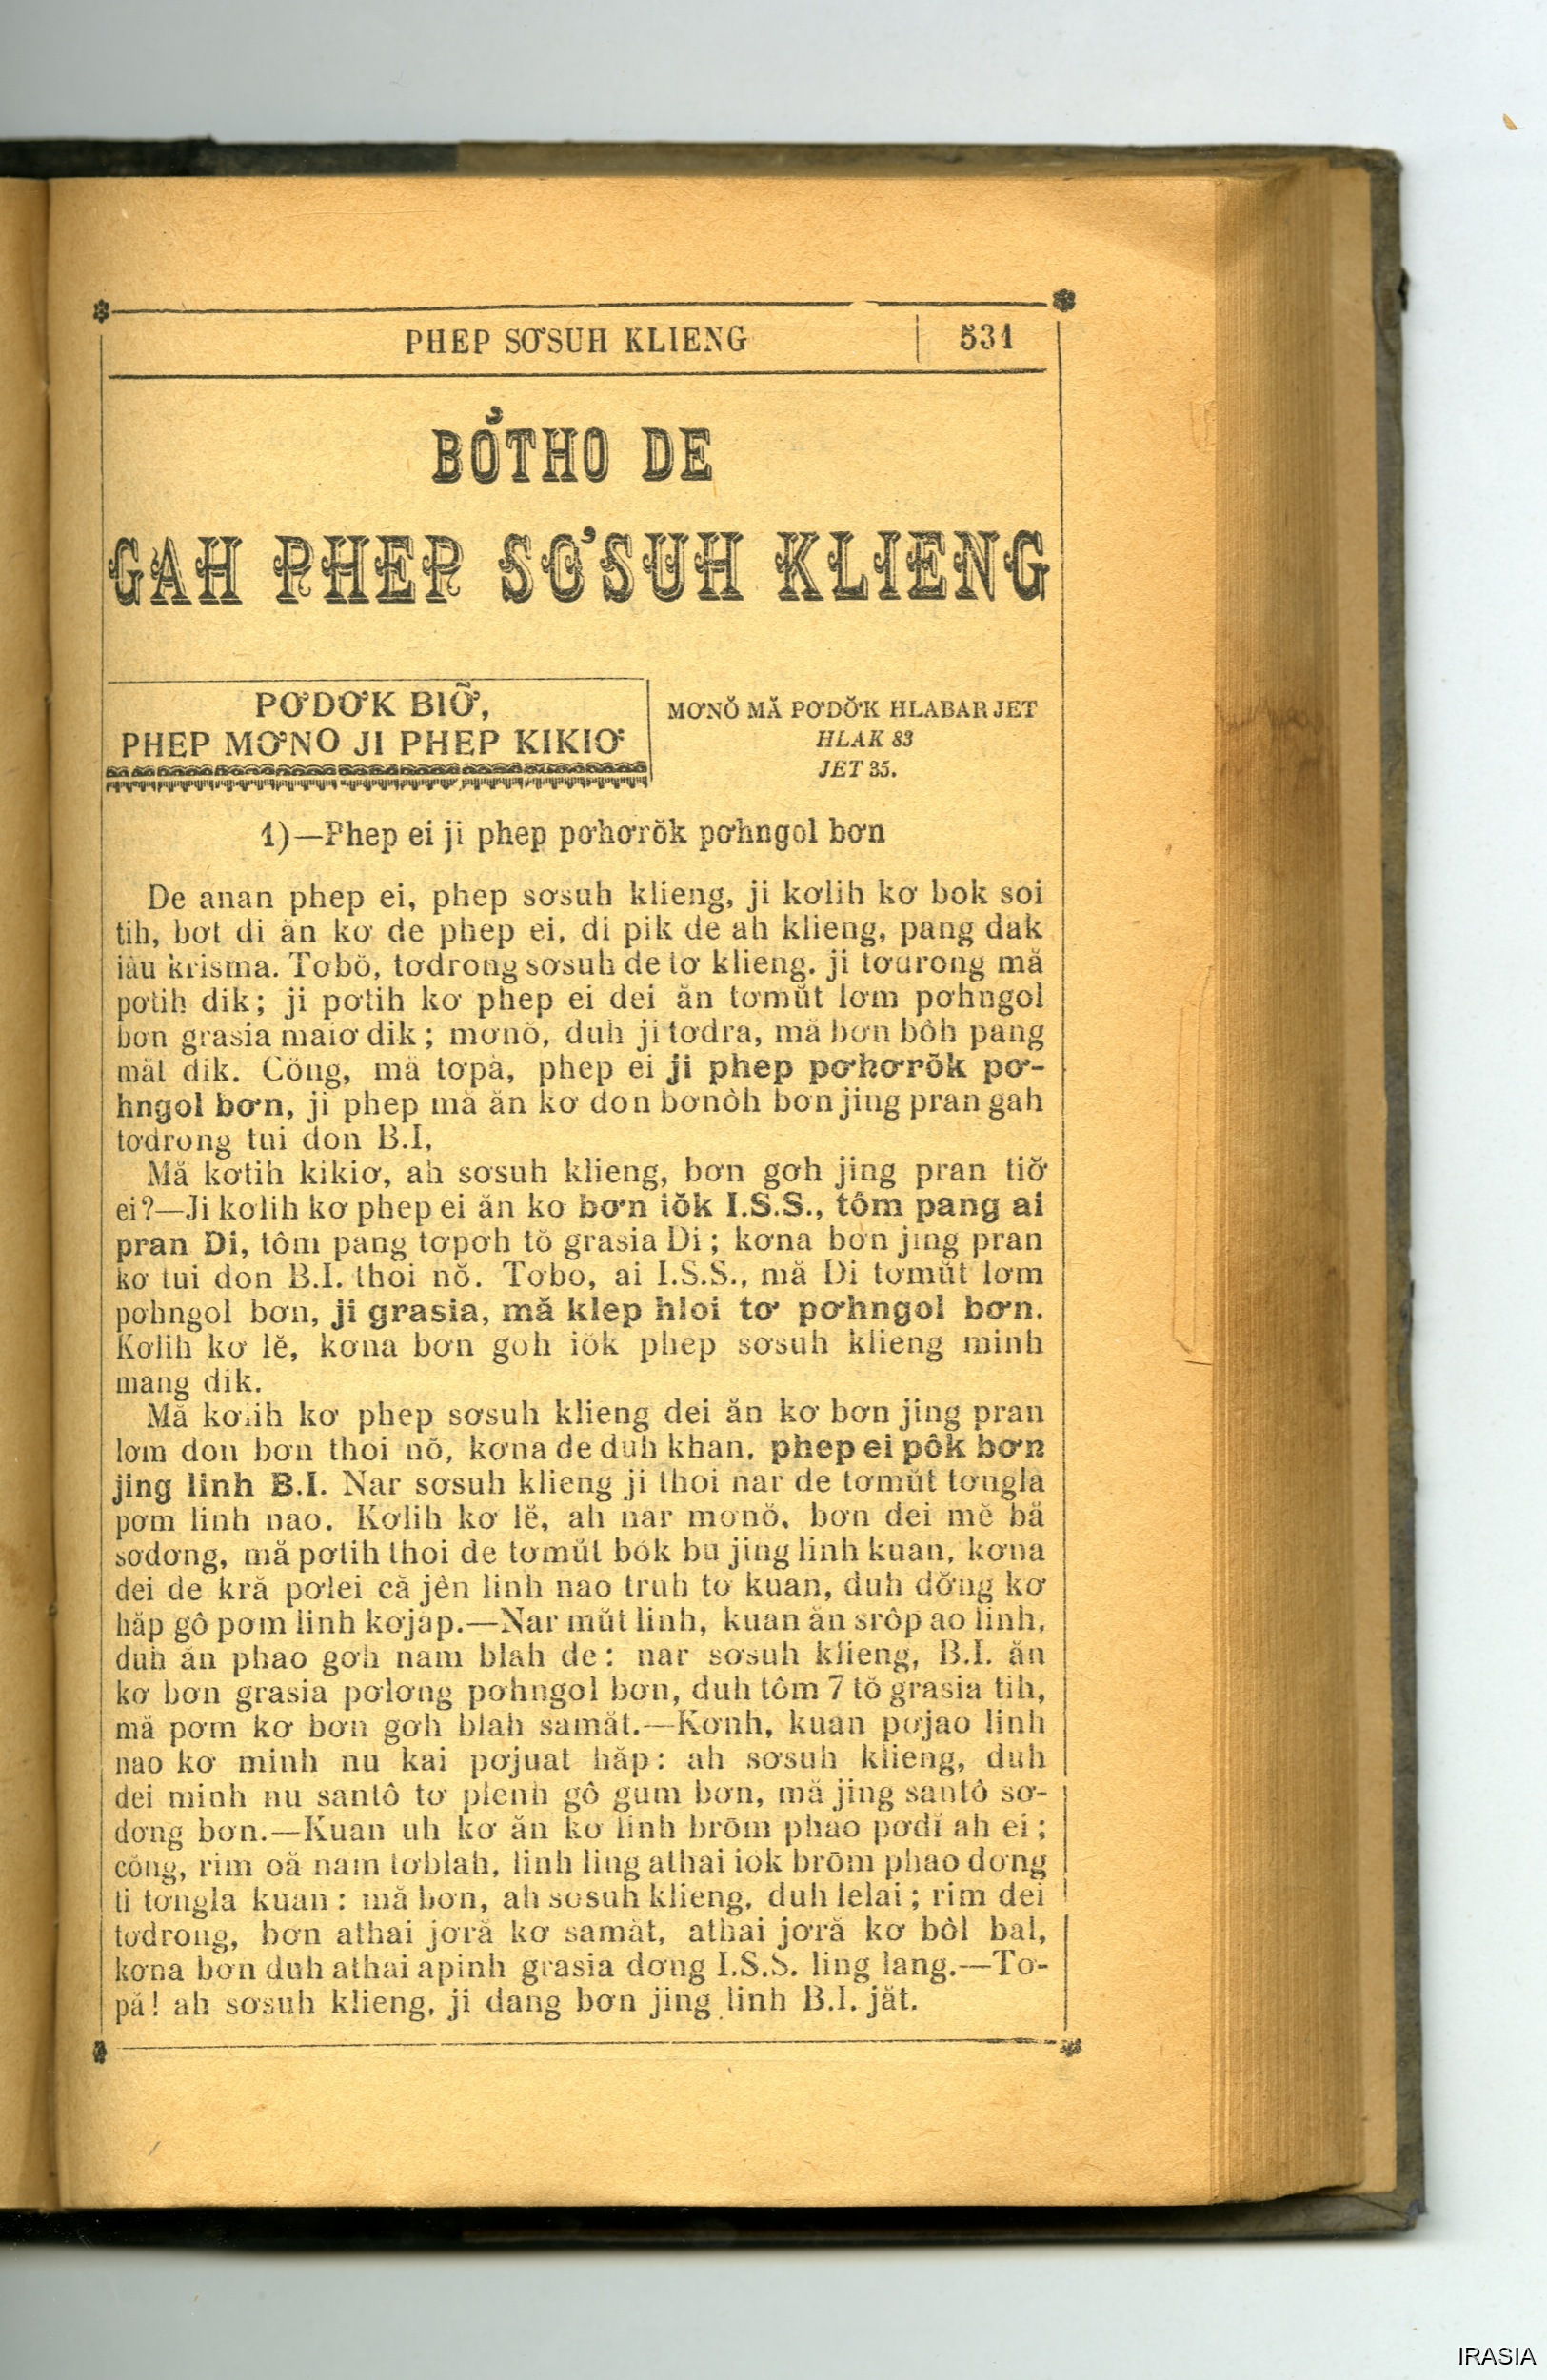 PHEP SƠSUH KLIENG 531
BƠTHO DE
GAH PHEP SƠSUH KLIENG
PƠDƠK BIƠ̆,
PHEP MƠNO JI PHEP KIKIƠ
MƠNŎ MĂ PƠDƠ̆K HLABAR JET
HLAK 83
JET 35.
1)—Phep ei ji phep pơhơrŏk pơhngol bơn
De anan phep ei, phep sơsuh klieng, ji kơlih kơ bok soi
tih, bơt di ăn kơ de phep ei, di pik de ah klieng, pang dak
iâu krisma. Tơbŏ, tơdrong sơsuh de tơ klieng, ji tơdrong mă
pơtih dik; ji pơtih kơ phep ei dei ăn tơmŭt lơm pơhngol
bơn grasia maiơ dik; mơnŏ, duh ji tơdra, mă bơn bôh pang
măt dik. Cŏng, mă tơpă, phep ei ji phep pơhơrŏk pơ-
hngol bơn, ji phep mă ăn kơ don bơnôh bơn jing pran gah
tơdrong tui don B.I,
Mă kơtih kikiơ, ah sơsuh klieng, bơn gơh jing pran tiơ̆
ei?—Ji kơlih kơ phep ei ăn ko bơn iŏk I.S.S., tôm pang ai
pran Di, tôm pang tơpơh tŏ grasia Di; kơna bơn jing pran
kơ tui don B.I. thoi nŏ. Tơbo, ai I.S.S., mă Di tơmŭt lơm
pơhngol bơn, ji grasia, mă klep hloi tơ pơhngol bơn.
Kơlih kơ lĕ, kơna bơn goh iŏk phep sơsuh klieng minh
mang dik.
Mă kơlih kơ phep sơsuh klieng dei ăn kơ bơn jing pran
lơm don bơn thoi nŏ, kơna de duh khan, phep ei pôk bơn
jing linh B.I. Nar sơsuh klieng ji thoi nar de tơmŭt tơngla
pơm linh nao. Kơlih kơ lĕ, ah nar mơnŏ, bơn dei mĕ bă
sơdơng, mă pơtih thoi de tơmŭt bŏk bu jing linh kuan, kơna
dei de kră pơlei că jên linh nao truh tơ kuan, duh dơ̆ng kơ
hăp gô pơm linh kơjăp.—Nar mŭt linh, kuan ăn srôp ao linh,
duh ăn phao gơh nam blah de: nar sơsuh klieng, B.I. ăn
kơ bơn grasia pơlơng pơhngol bơn, duh tôm 7 tŏ grasia tih,
mă pơm kơ bơn gơh blah samăt.—Kơnh, kuan pơjao linh
nao kơ minh nu kai pơjuat hăp: ah sơsuh klieng, duh
dei minh nu santô tơ plenh gô gum bơn, mă jing santô sơ-
dơng bơn.—Kuan uh kơ ăn kơ linh brŏm phao pơdĭ ah ei;
cŏng, rim oă nam tơblah, linh ling athai iok brŏm phao dơng
ti tơngla kuan: mă bơn, ah sơsuh klieng, duh lelai; rim dei
tơdrong, bơn athai jơră kơ samăt, athai jơră kơ bôl bal,
kơna bơn duh athai apinh grasia dơng I.S.S. ling lang.—Tơ-
pă! ah sơsuh klieng, ji dang bơn jing linh B.I. jăt.
IRASIA